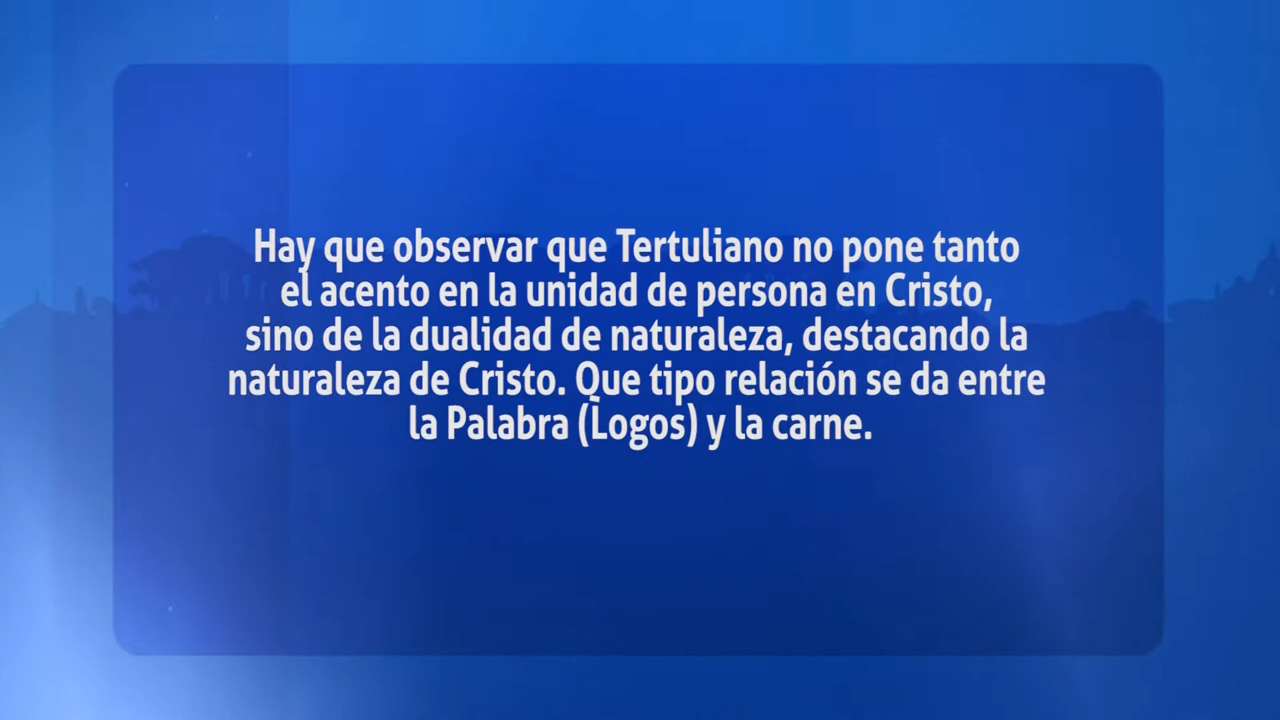 Hay que observar que Tertuliano no pone tanto
el acento en la unidad de persona en Cristo,
sino de la dualidad de naturaleza, destacando la
naturaleza de Cristo. Que tipo relación se da entre
la Palabra (Logos) y la carne.